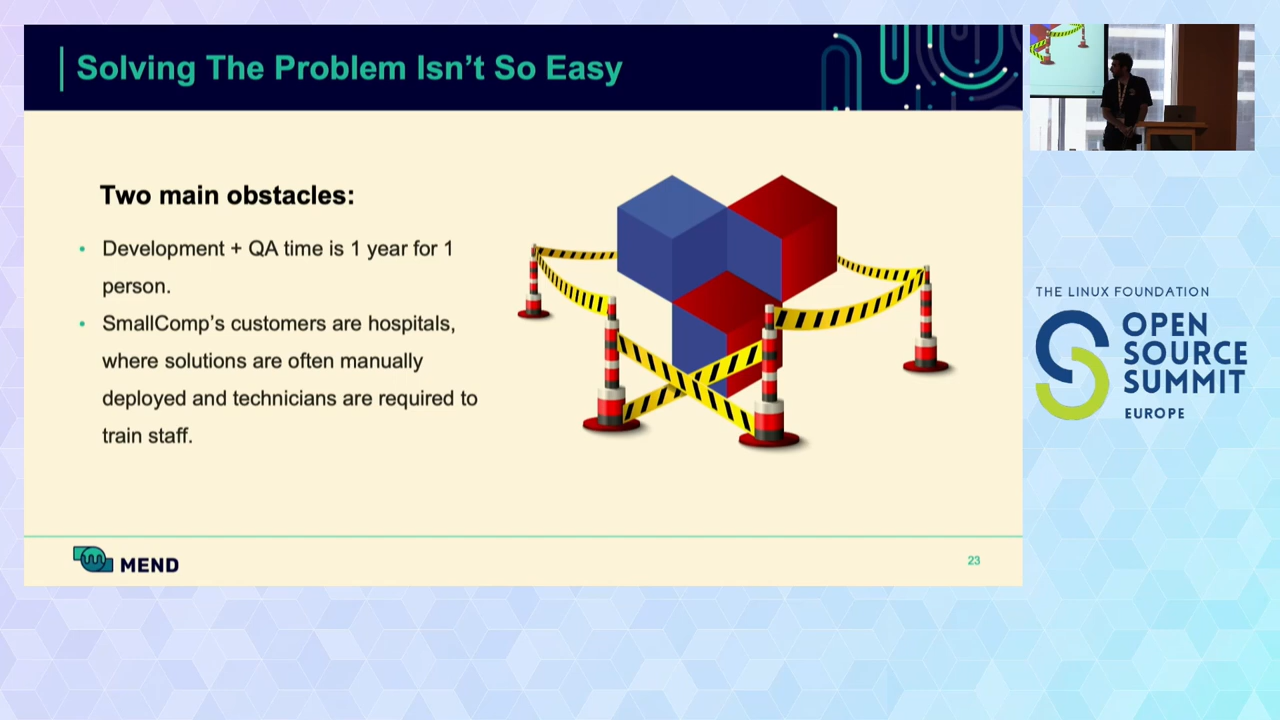 Solving The Problem Isn't So Easy
Two main obstacles:
• Development + QA time is 1 year for 1
person.
• SmallComp's customers are hospitals,
where solutions are often manually
deployed and technicians are required to
train staff.
MEND
23
THE LINUX FOUNDATION
OPEN
SOURCE
SUMMIT
EUROPE